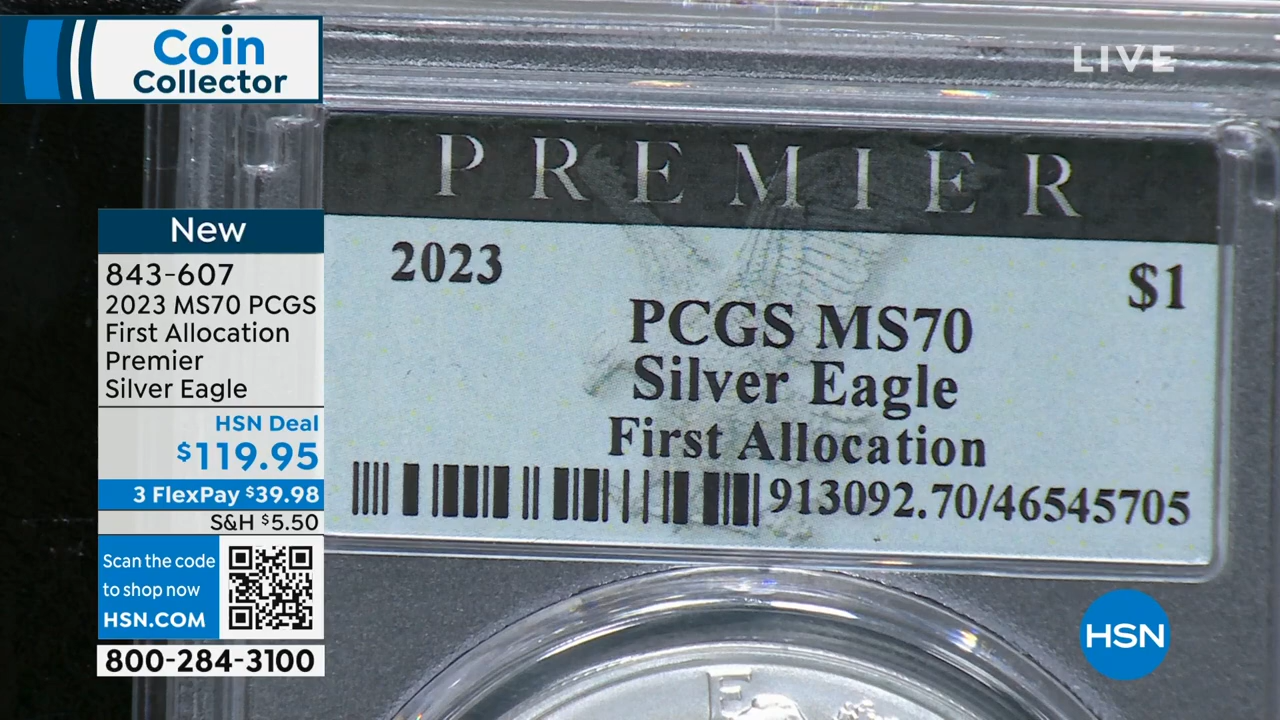 Coin
Collector
LIVE
PREMIER
2023
$1
PCGS MS70
Silver Eagle
First Allocation
913092.70/46545705
New
843-607
2023 MS70 PCGS
First Allocation
Premier
Silver Eagle
HSN Deal
$119.95
3 FlexPay $39.98
S&H $5.50
Scan the code
to shop now
HSN.COM
800-284-3100
HSN